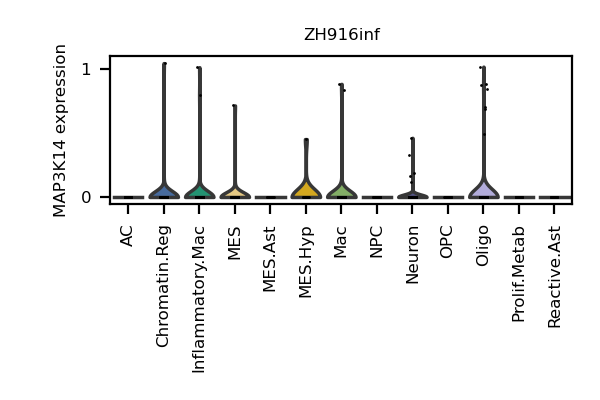 ZH916inf
MAP3K14 expression
1
0
AC
Chromatin.Reg
Inflammatory.Mac
MES
MES.Ast
MES.Hyp
Mac
NPC
Neuron
OPC
Oligo
Prolif.Metab
Reactive.Ast